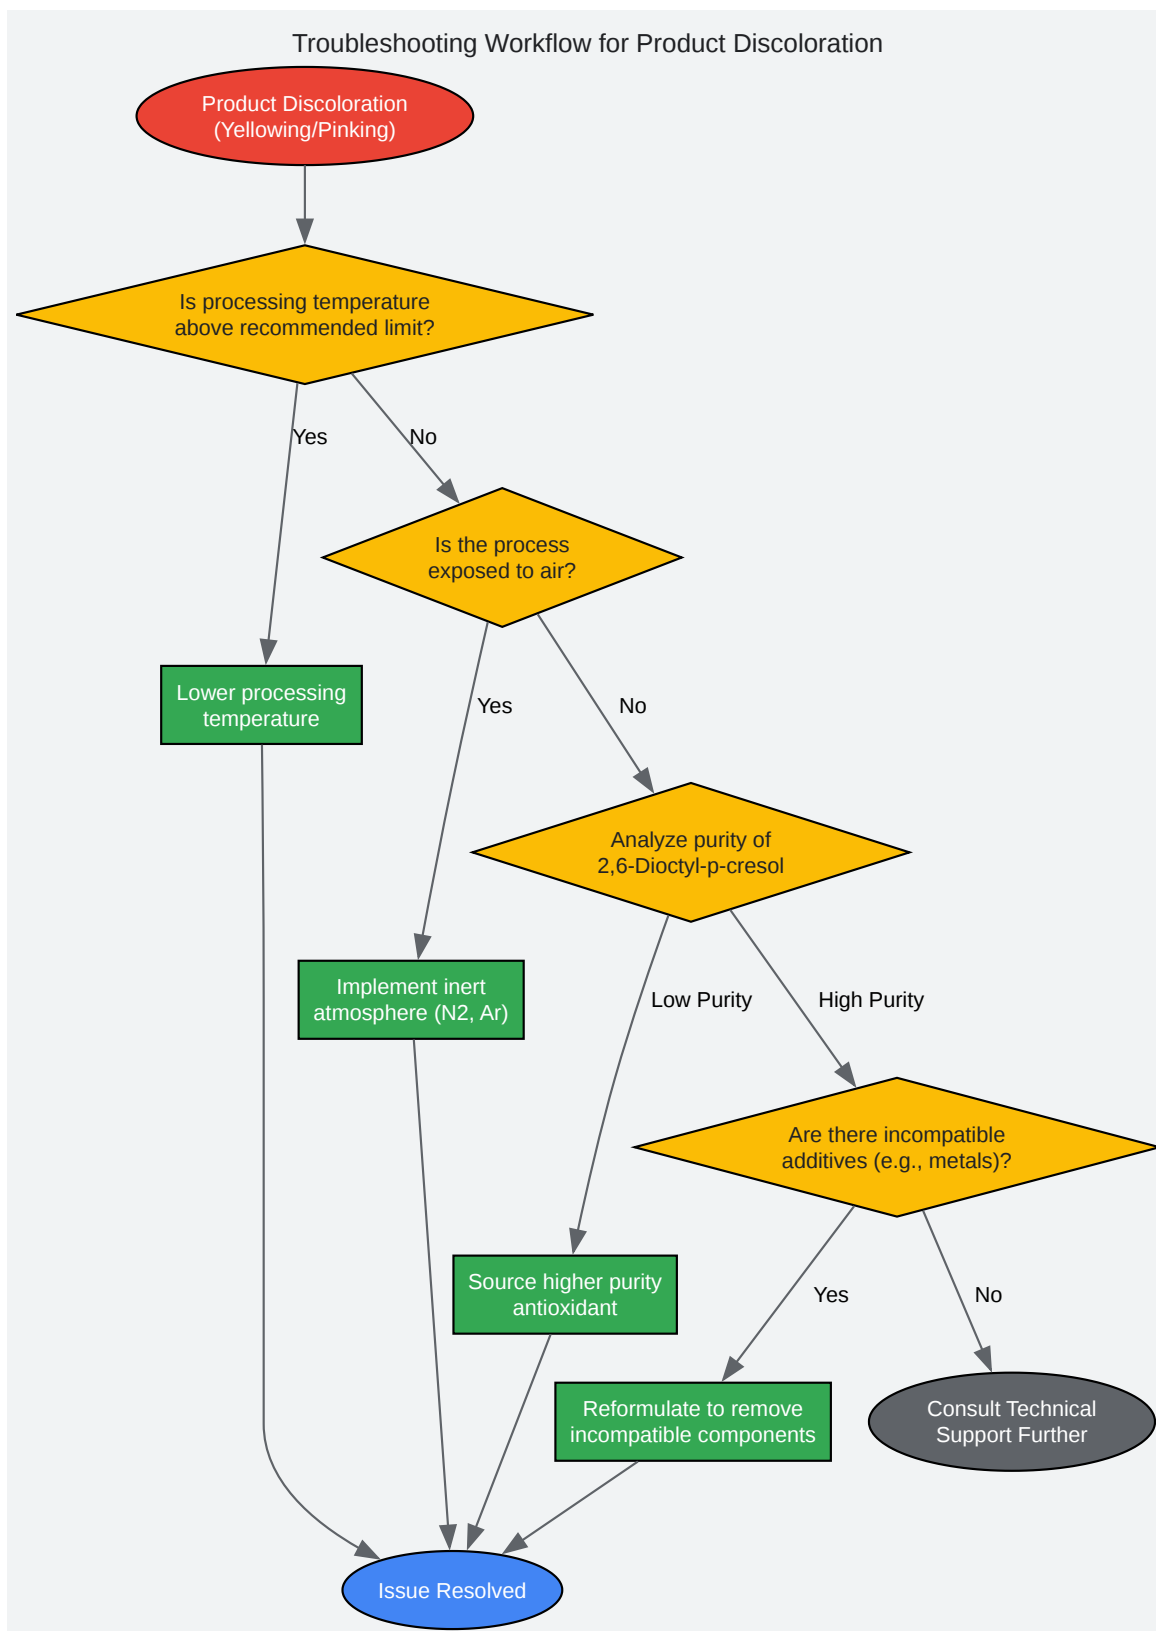 Troubleshooting Workflow for Product Discoloration
Product Discoloration
(Yellowing/Pinking)
Is processing temperature
above recommended limit?
Yes
No
Is the process
exposed to air?
Lower processing
temperature
Yes
No
Analyze purity of
2,6-Dioctyl-p-cresol
Implement inert
atmosphere (N2, Ar)
Low Purity
High Purity
Are there incompatible
additives (e.g., metals)?
Source higher purity
antioxidant
Yes
No
Reformulate to remove
incompatible components
Consult Technical
Support Further
Issue Resolved